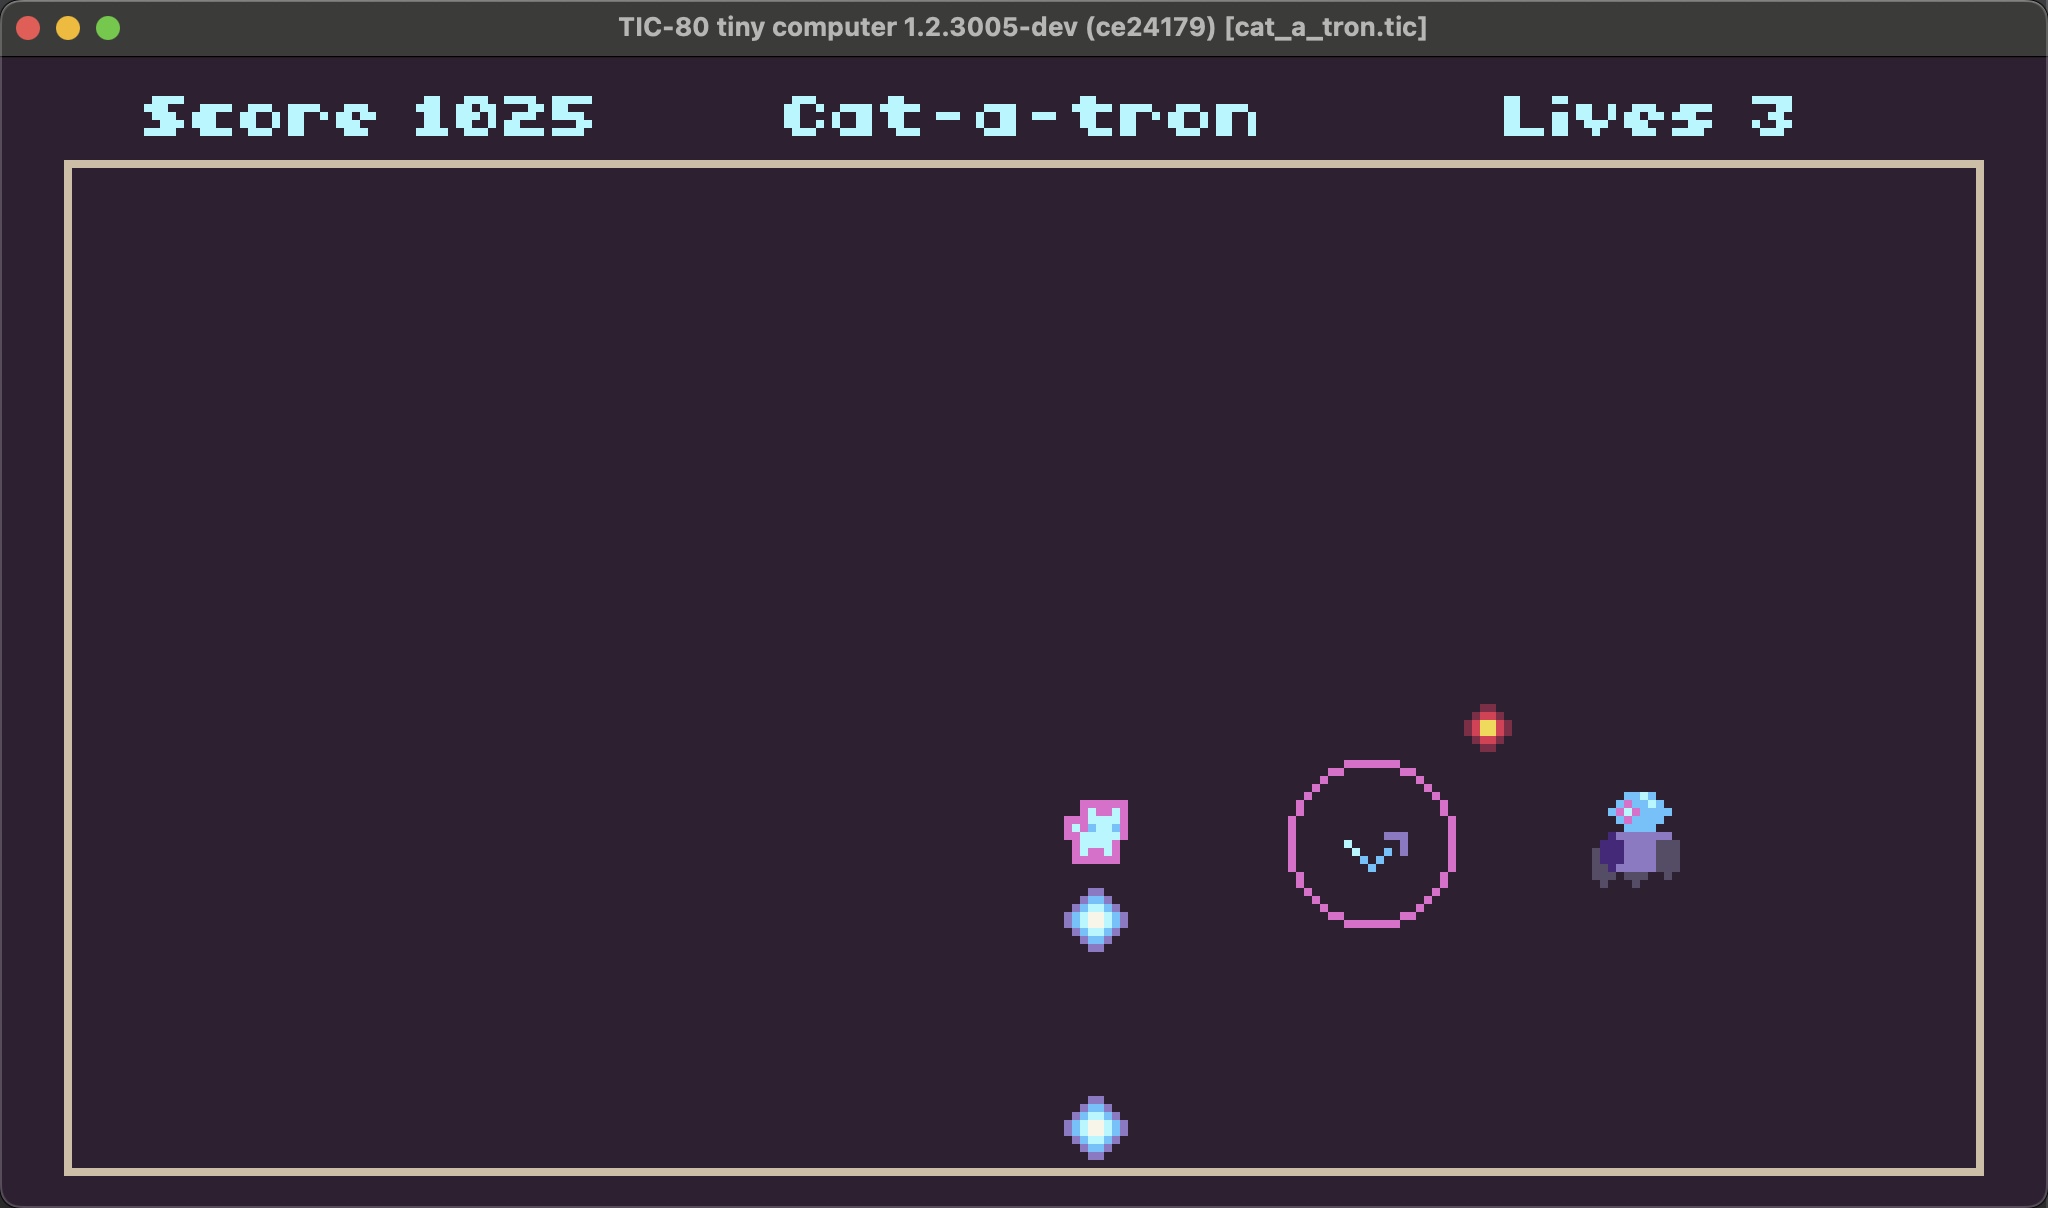 TIC-80 tiny computer 1.2.3005-dev (ce24179) [cat_a_tron.tic]
Score 1025 Cat-a-tron Lives 3